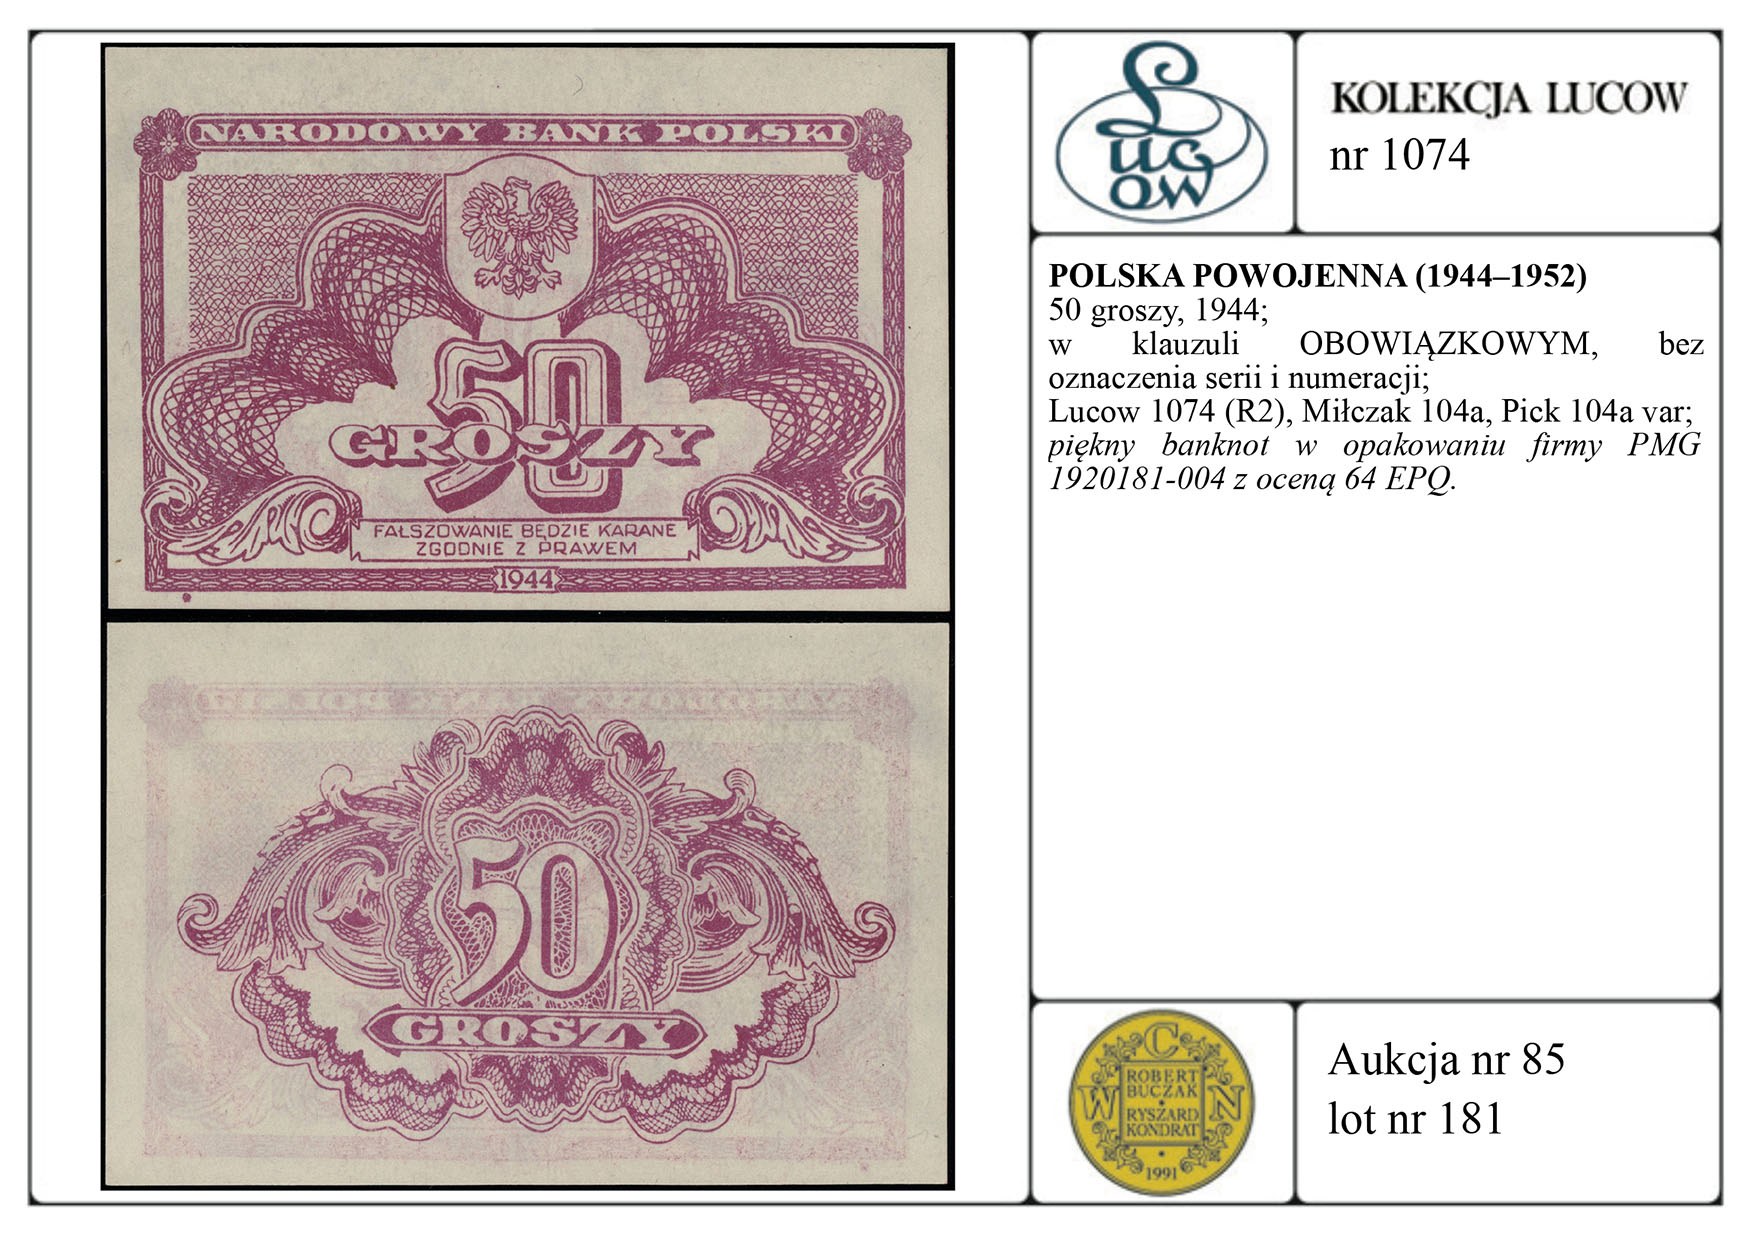 NARODOWY BANK POLSKI
50
GROSZY
FAŁSZOWANIE BĘDZIE KARANE
ZGODNIE Z PRAWEM
1944
50
GROSZY
Lucow
KOLEKCJA LUCOW
nr 1074
POLSKA POWOJENNA (1944–1952)
50 groszy, 1944;
w klauzuli OBOWIĄZKOWYM, bez
oznaczenia serii i numeracji;
Lucow 1074 (R2), Miłczak 104a, Pick 104a var;
piękny banknot w opakowaniu firmy PMG
1920181-004 z oceną 64 EPQ.
W C N
ROBERT
BUCZAK
RYSZARD
KONDRAT
1991
Aukcja nr 85
lot nr 181